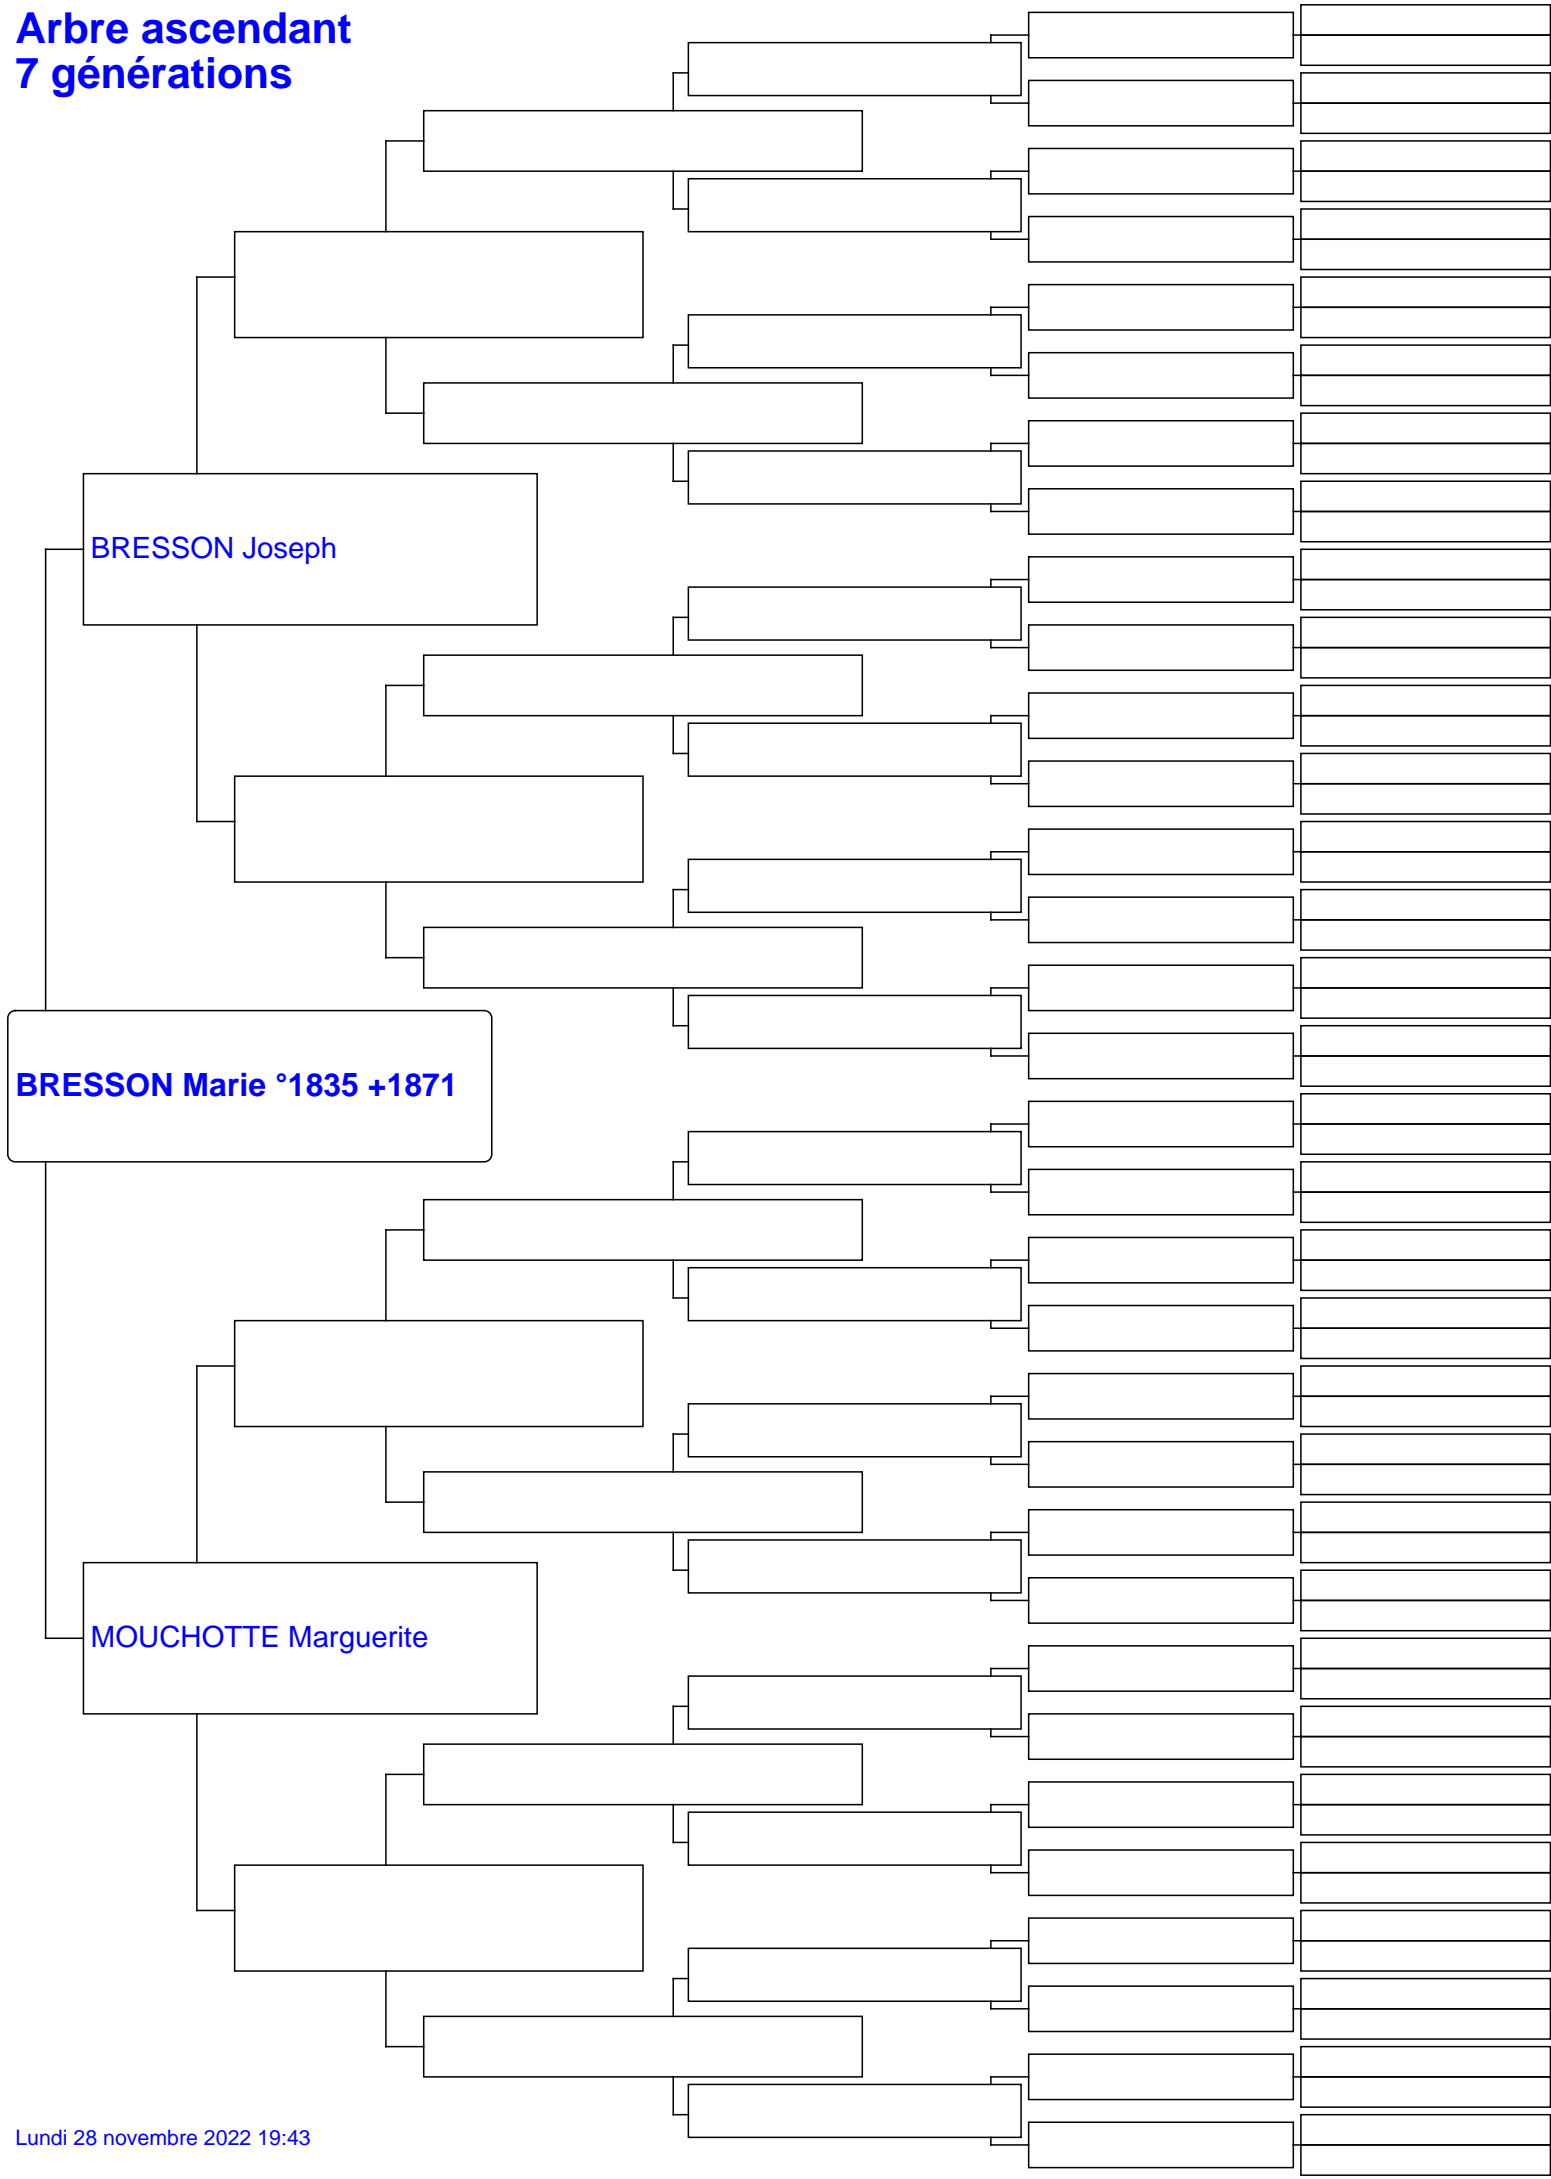 Arbre ascendant
7 générations
BRESSON Joseph
BRESSON Marie °1835 +1871
MOUCHOTTE Marguerite
Lundi 28 novembre 2022 19:43